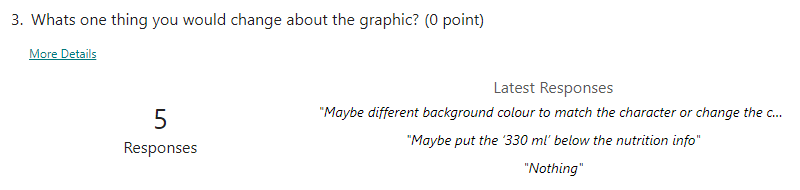 3. Whats one thing you would change about the graphic? (0 point)
More Details
Latest Responses
5
Responses
"Maybe different background colour to match the character or change the c...
"Maybe put the '330 ml' below the nutrition info"
"Nothing"